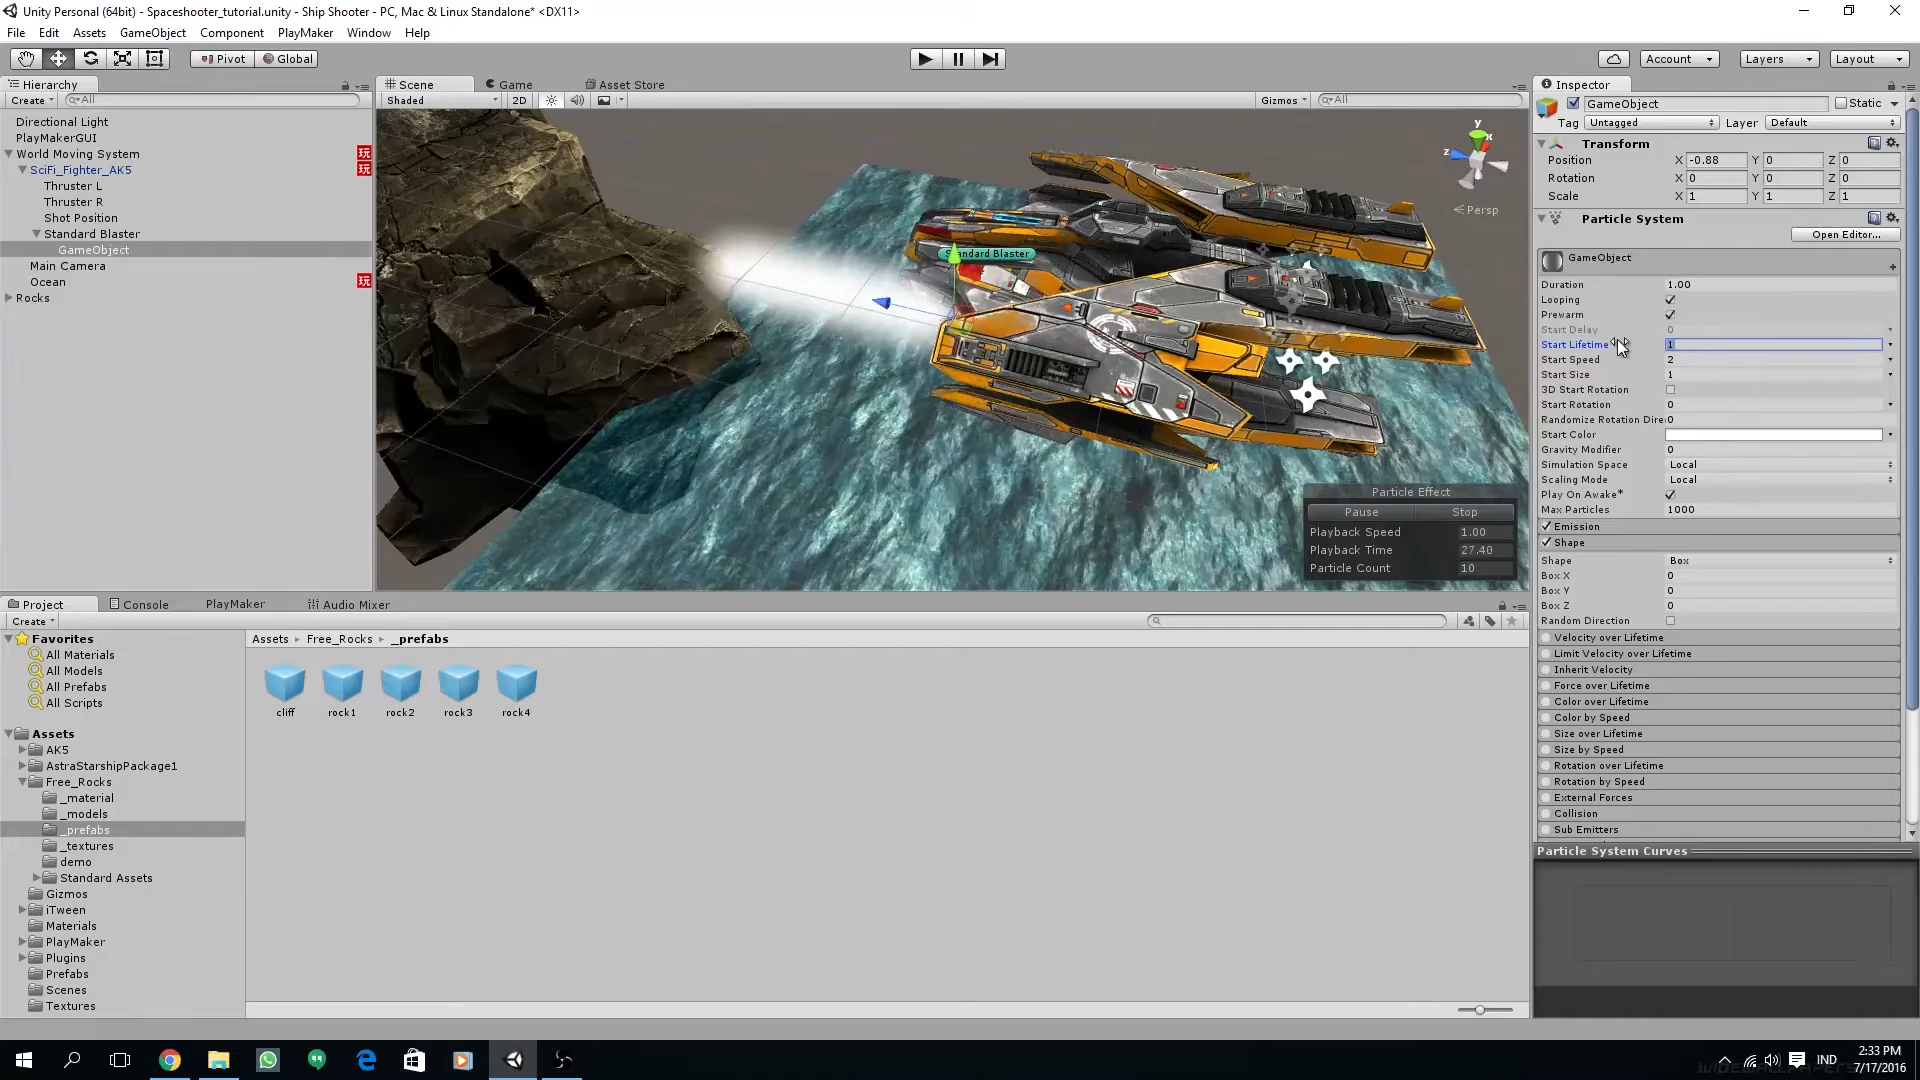 Unity Personal (64bit) - Spaceshooter_tutorial.unity - Ship Shooter - PC, Mac & Linux Standalone* <DX11>
File Edit Assets GameObject Component PlayMaker Window Help
Pivot Global Account Layers Layout
Hierarchy
Create All
Directional Light
PlayMakerGUI
World Moving System 玩
SciFi_Fighter_AK5 玩
Thruster L
Thruster R
Shot Position
Standard Blaster
GameObject
Main Camera
Ocean 玩
Rocks
Scene Game Asset Store
Shaded 2D Gizmos All
y
x
z
Persp
Standard Blaster
Particle Effect
Pause Stop
Playback Speed 1.00
Playback Time 27.40
Particle Count 10
Inspector
GameObject Static
Tag Untagged Layer Default
Transform
Position X -0.88 Y 0 Z 0
Rotation X 0 Y 0 Z 0
Scale X 1 Y 1 Z 1
Particle System
Open Editor...
GameObject
Duration 1.00
Looping
Prewarm
Start Delay 0
Start Lifetime 1
Start Speed 2
Start Size 1
3D Start Rotation
Start Rotation 0
Randomize Rotation Dire 0
Start Color
Gravity Modifier 0
Simulation Space Local
Scaling Mode Local
Play On Awake*
Max Particles 1000
Emission
Shape
Shape Box
Box X 0
Box Y 0
Box Z 0
Random Direction
Velocity over Lifetime
Limit Velocity over Lifetime
Inherit Velocity
Force over Lifetime
Color over Lifetime
Color by Speed
Size over Lifetime
Size by Speed
Rotation over Lifetime
Rotation by Speed
External Forces
Collision
Sub Emitters
Particle System Curves
Project Console PlayMaker Audio Mixer
Create
Favorites
All Materials
All Models
All Prefabs
All Scripts
Assets
AK5
AstraStarshipPackage1
Free_Rocks
_material
_models
_prefabs
_textures
demo
Standard Assets
Gizmos
iTween
Materials
PlayMaker
Plugins
Prefabs
Scenes
Textures
Assets Free_Rocks _prefabs
cliff rock1 rock2 rock3 rock4
IND
2:33 PM
7/17/2016